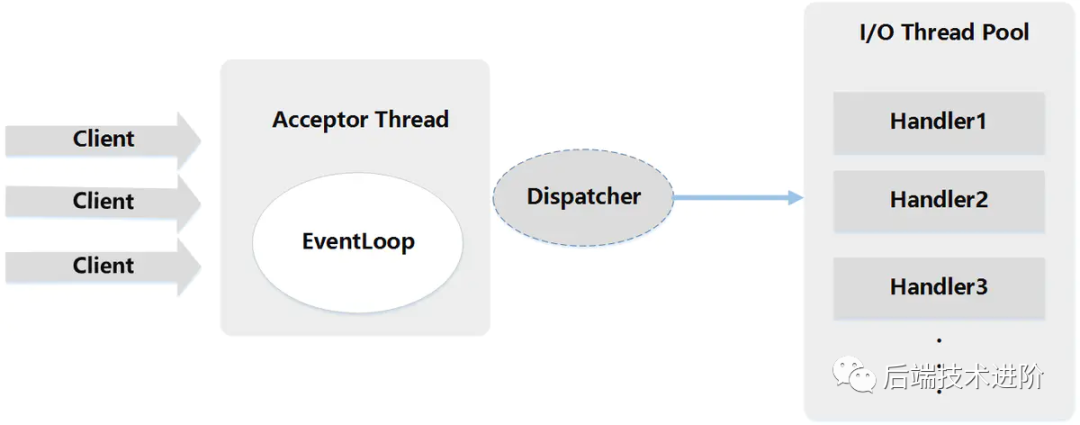 I/O Thread Pool
Acceptor Thread
Client
Client
Client
EventLoop
Dispatcher
Handler1
Handler2
Handler3
后端技术进阶